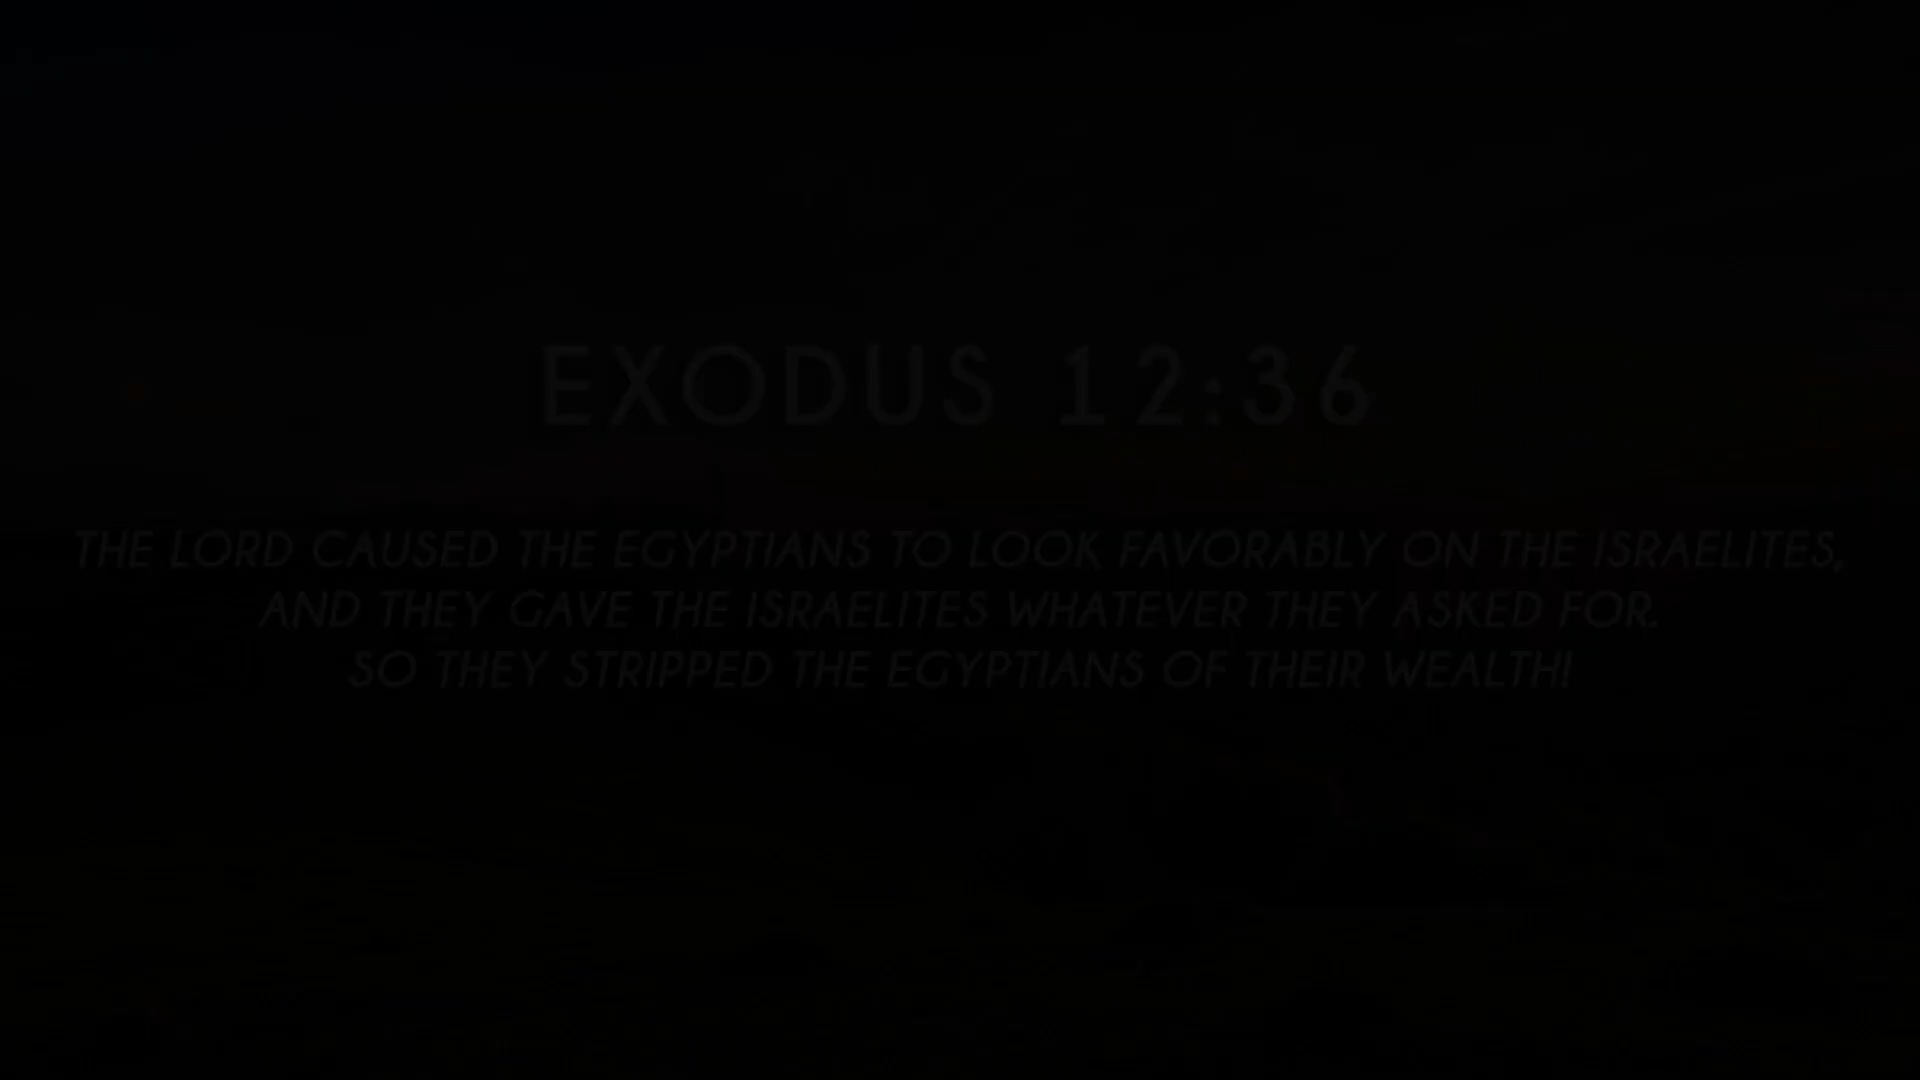 EXODUS 12:36
THE LORD CAUSED THE EGYPTIANS TO LOOK FAVORABLY ON THE ISRAELITES,
AND THEY GAVE THE ISRAELITES WHATEVER THEY ASKED FOR.
SO THEY STRIPPED THE EGYPTIANS OF THEIR WEALTH!